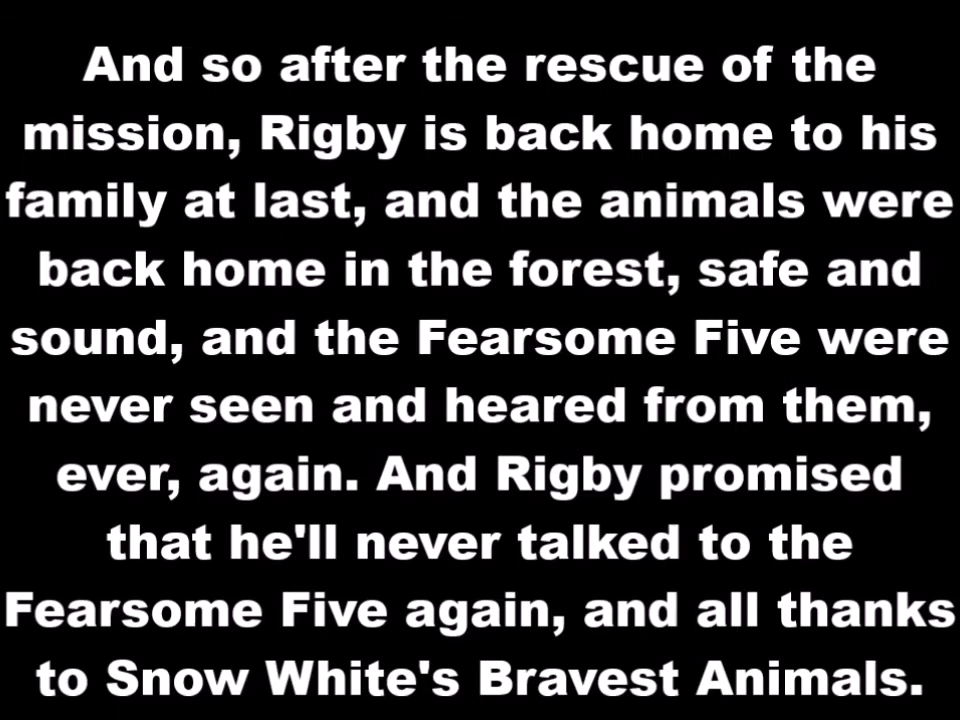 And so after the rescue of the
mission, Rigby is back home to his
family at last, and the animals were
back home in the forest, safe and
sound, and the Fearsome Five were
never seen and heared from them,
ever, again. And Rigby promised
that he'll never talked to the
Fearsome Five again, and all thanks
to Snow White's Bravest Animals.